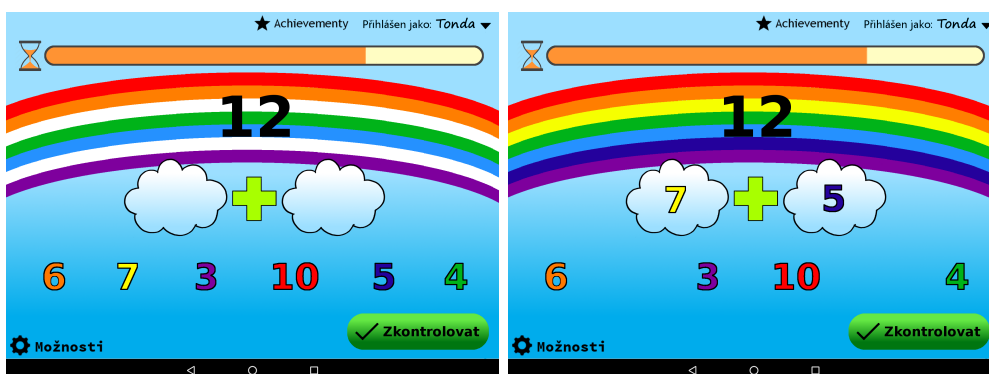 Achievementy Přihlášen jako: Tonda
12
6 7 3 10 5 4
Zkontrolovat
Možnosti
Achievementy Přihlášen jako: Tonda
12
7 5
6 3 10 4
Zkontrolovat
Možnosti